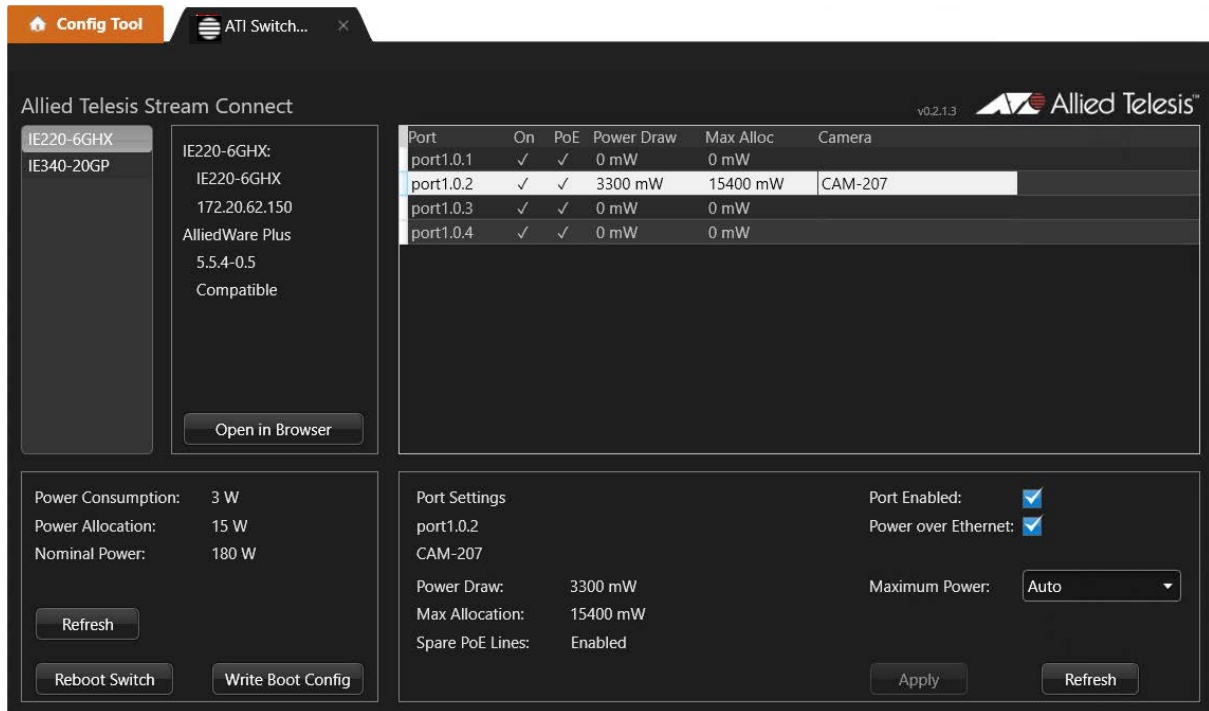 Config Tool
ATI Switch... ×
Allied Telesis Stream Connect
v0.2.1.3 Allied Telesis™
IE220-6GHX
IE340-20GP
IE220-6GHX:
IE220-6GHX
172.20.62.150
AlliedWare Plus
5.5.4-0.5
Compatible
Open in Browser
Port On PoE Power Draw Max Alloc Camera
port1.0.1 ✓ ✓ 0 mW 0 mW
port1.0.2 ✓ ✓ 3300 mW 15400 mW CAM-207
port1.0.3 ✓ ✓ 0 mW 0 mW
port1.0.4 ✓ ✓ 0 mW 0 mW
Power Consumption: 3 W
Power Allocation: 15 W
Nominal Power: 180 W
Refresh
Reboot Switch Write Boot Config
Port Settings
port1.0.2
CAM-207
Power Draw: 3300 mW
Max Allocation: 15400 mW
Spare PoE Lines: Enabled
Port Enabled:
Power over Ethernet:
Maximum Power: Auto
Apply Refresh